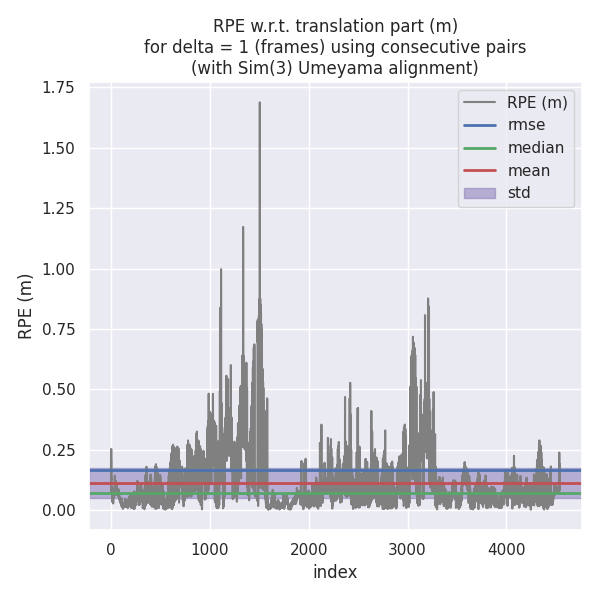 RPE w.r.t. translation part (m)
for delta = 1 (frames) using consecutive pairs
(with Sim(3) Umeyama alignment)
RPE (m)
1.75
1.50
1.25
1.00
0.75
0.50
0.25
0.00
RPE (m)
rmse
median
mean
std
0
1000
2000
3000
4000
index